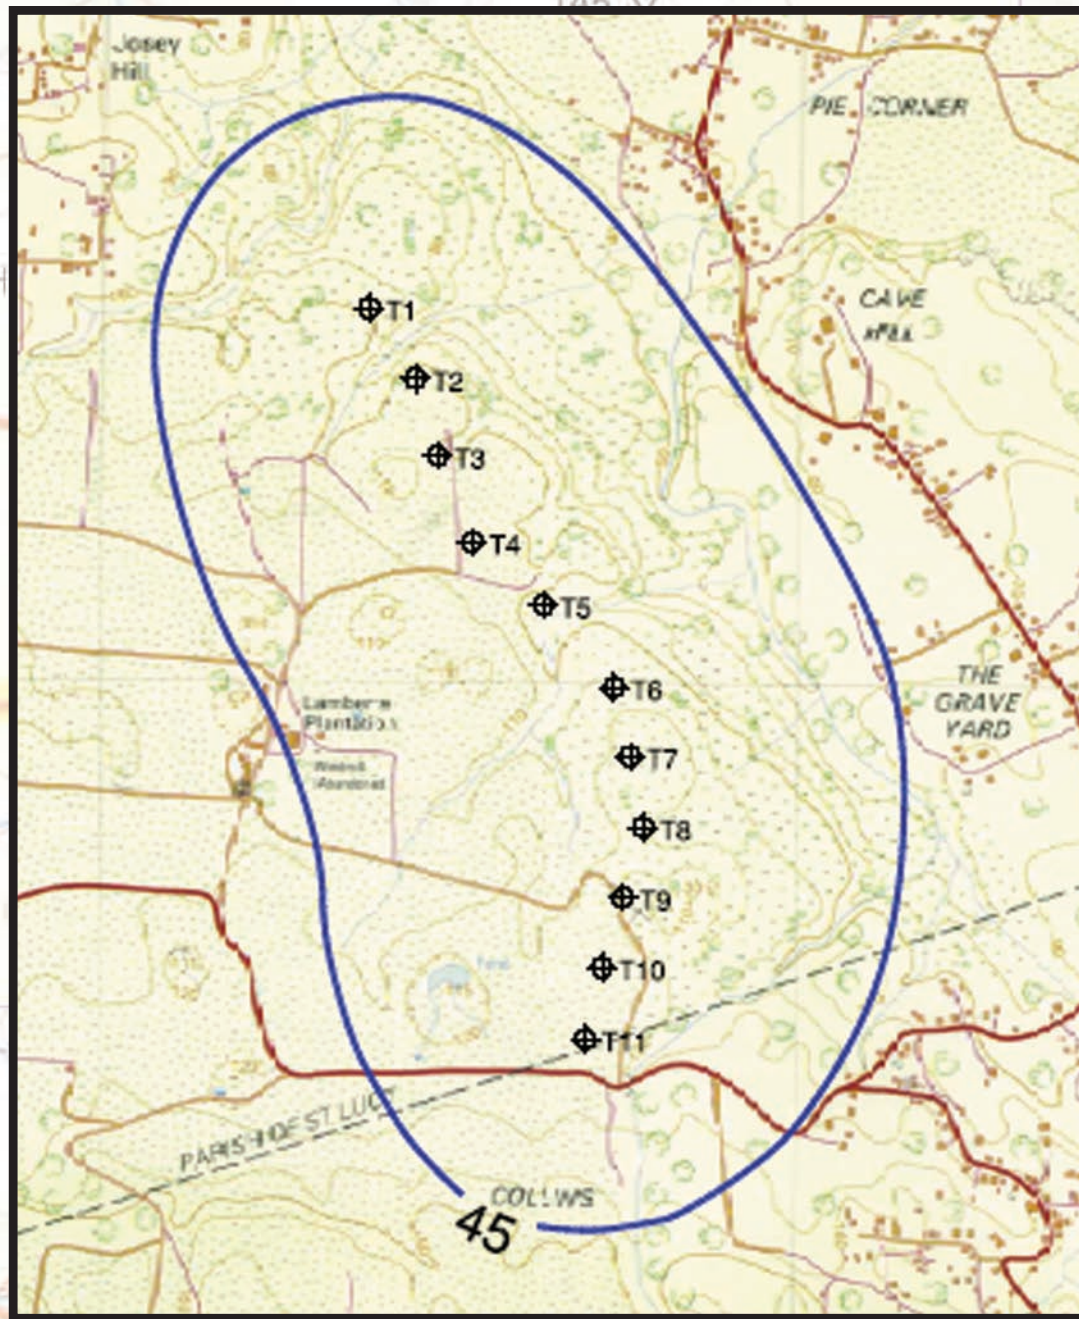 Josey
Hill
PIE CORNER
CAVE
T1
T2
T3
T4
T5
T6
THE
GRAVE
YARD
Plantation
T7
T8
T9
T10
T11
PARISH OF ST LUCY
45